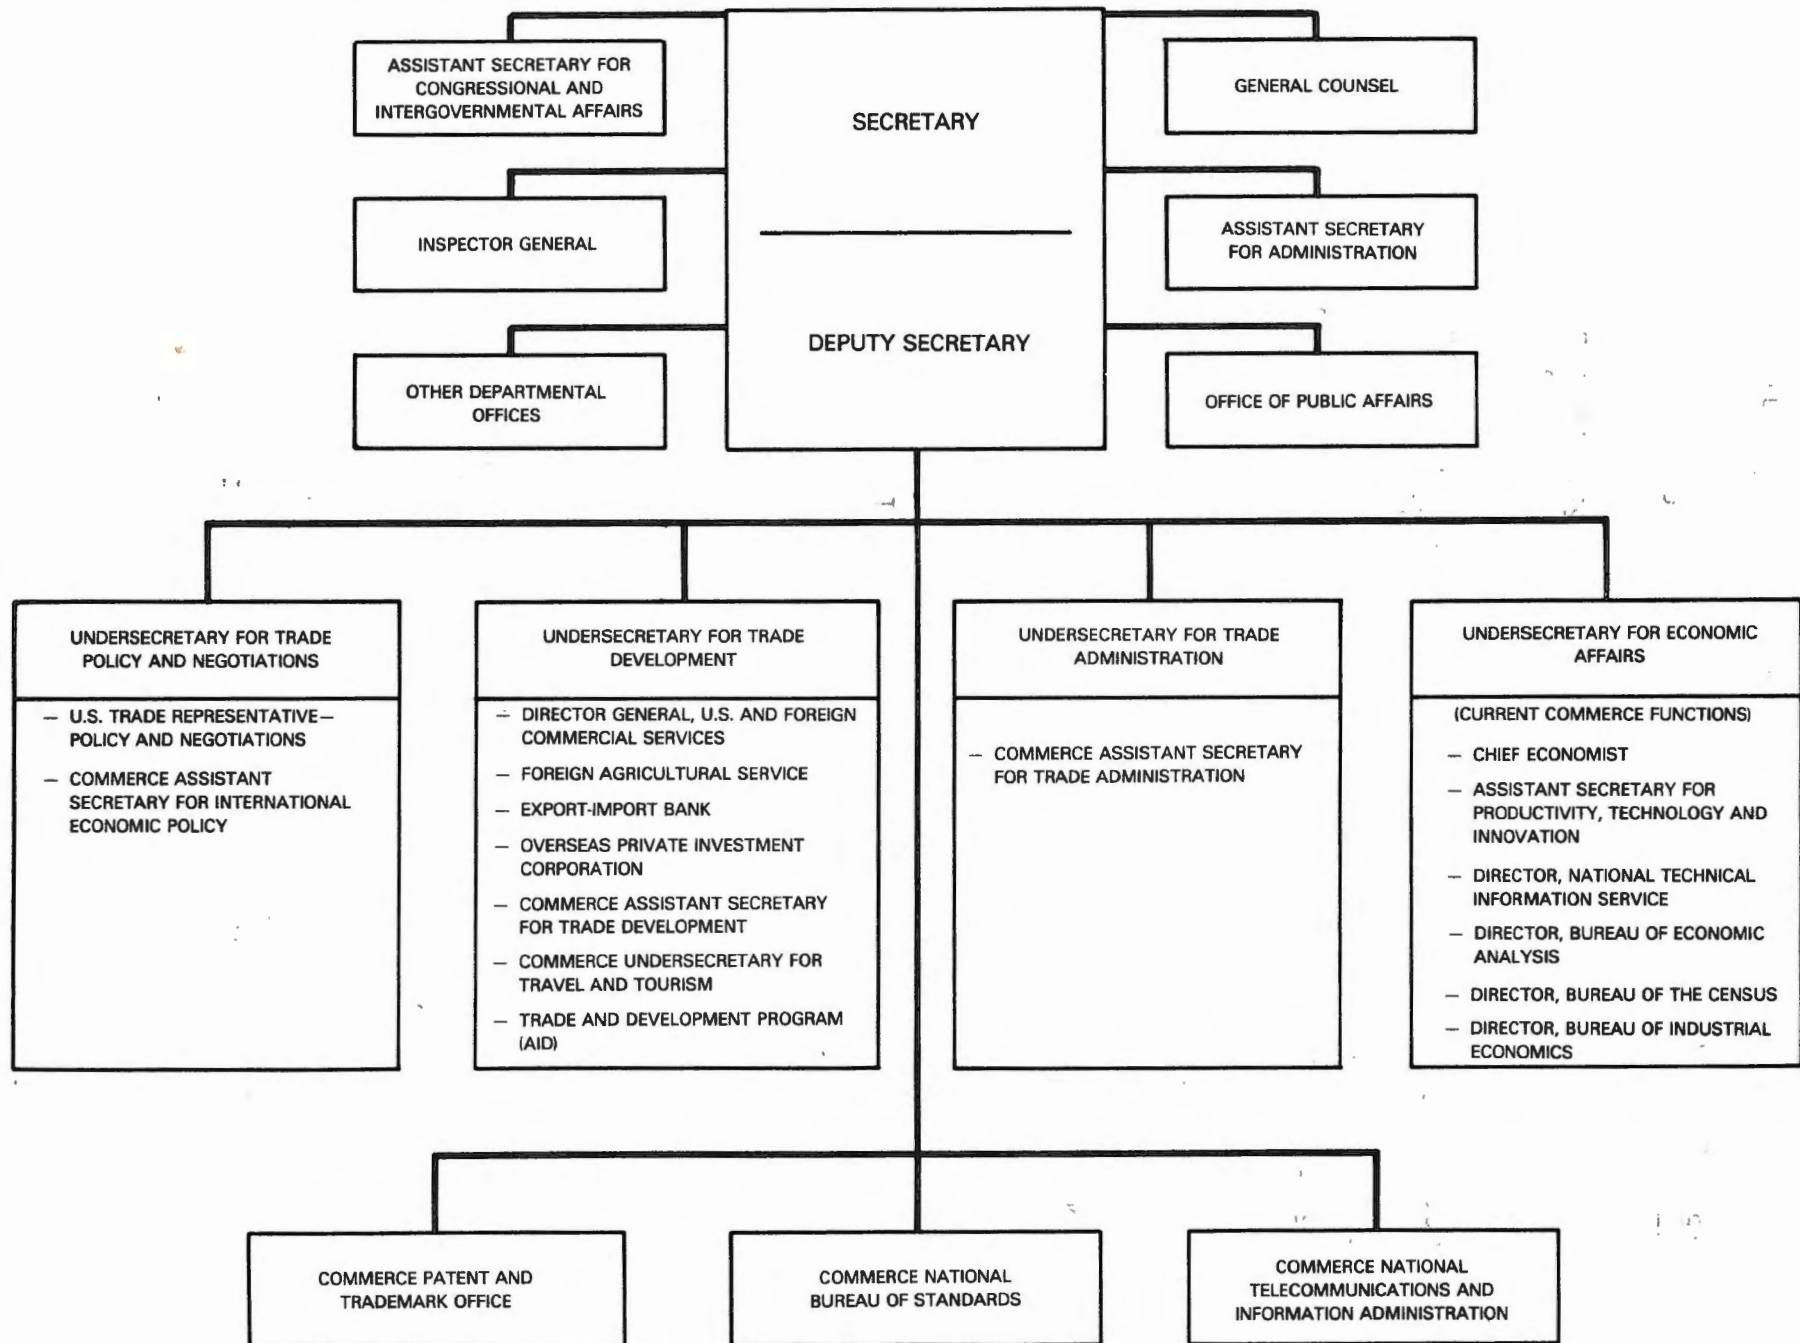 ASSISTANT SECRETARY FOR
CONGRESSIONAL AND
INTERGOVERNMENTAL AFFAIRS
SECRETARY
GENERAL COUNSEL
INSPECTOR GENERAL
ASSISTANT SECRETARY
FOR ADMINISTRATION
DEPUTY SECRETARY
OTHER DEPARTMENTAL
OFFICES
OFFICE OF PUBLIC AFFAIRS
UNDERSECRETARY FOR TRADE
POLICY AND NEGOTIATIONS
— U.S. TRADE REPRESENTATIVE—
POLICY AND NEGOTIATIONS
— COMMERCE ASSISTANT
SECRETARY FOR INTERNATIONAL
ECONOMIC POLICY
UNDERSECRETARY FOR TRADE
DEVELOPMENT
— DIRECTOR GENERAL, U.S. AND FOREIGN
COMMERCIAL SERVICES
— FOREIGN AGRICULTURAL SERVICE
— EXPORT-IMPORT BANK
— OVERSEAS PRIVATE INVESTMENT
CORPORATION
— COMMERCE ASSISTANT SECRETARY
FOR TRADE DEVELOPMENT
— COMMERCE UNDERSECRETARY FOR
TRAVEL AND TOURISM
— TRADE AND DEVELOPMENT PROGRAM
(AID)
UNDERSECRETARY FOR TRADE
ADMINISTRATION
— COMMERCE ASSISTANT SECRETARY
FOR TRADE ADMINISTRATION
UNDERSECRETARY FOR ECONOMIC
AFFAIRS
(CURRENT COMMERCE FUNCTIONS)
— CHIEF ECONOMIST
— ASSISTANT SECRETARY FOR
PRODUCTIVITY, TECHNOLOGY AND
INNOVATION
— DIRECTOR, NATIONAL TECHNICAL
INFORMATION SERVICE
— DIRECTOR, BUREAU OF ECONOMIC
ANALYSIS
— DIRECTOR, BUREAU OF THE CENSUS
— DIRECTOR, BUREAU OF INDUSTRIAL
ECONOMICS
COMMERCE PATENT AND
TRADEMARK OFFICE
COMMERCE NATIONAL
BUREAU OF STANDARDS
COMMERCE NATIONAL
TELECOMMUNICATIONS AND
INFORMATION ADMINISTRATION